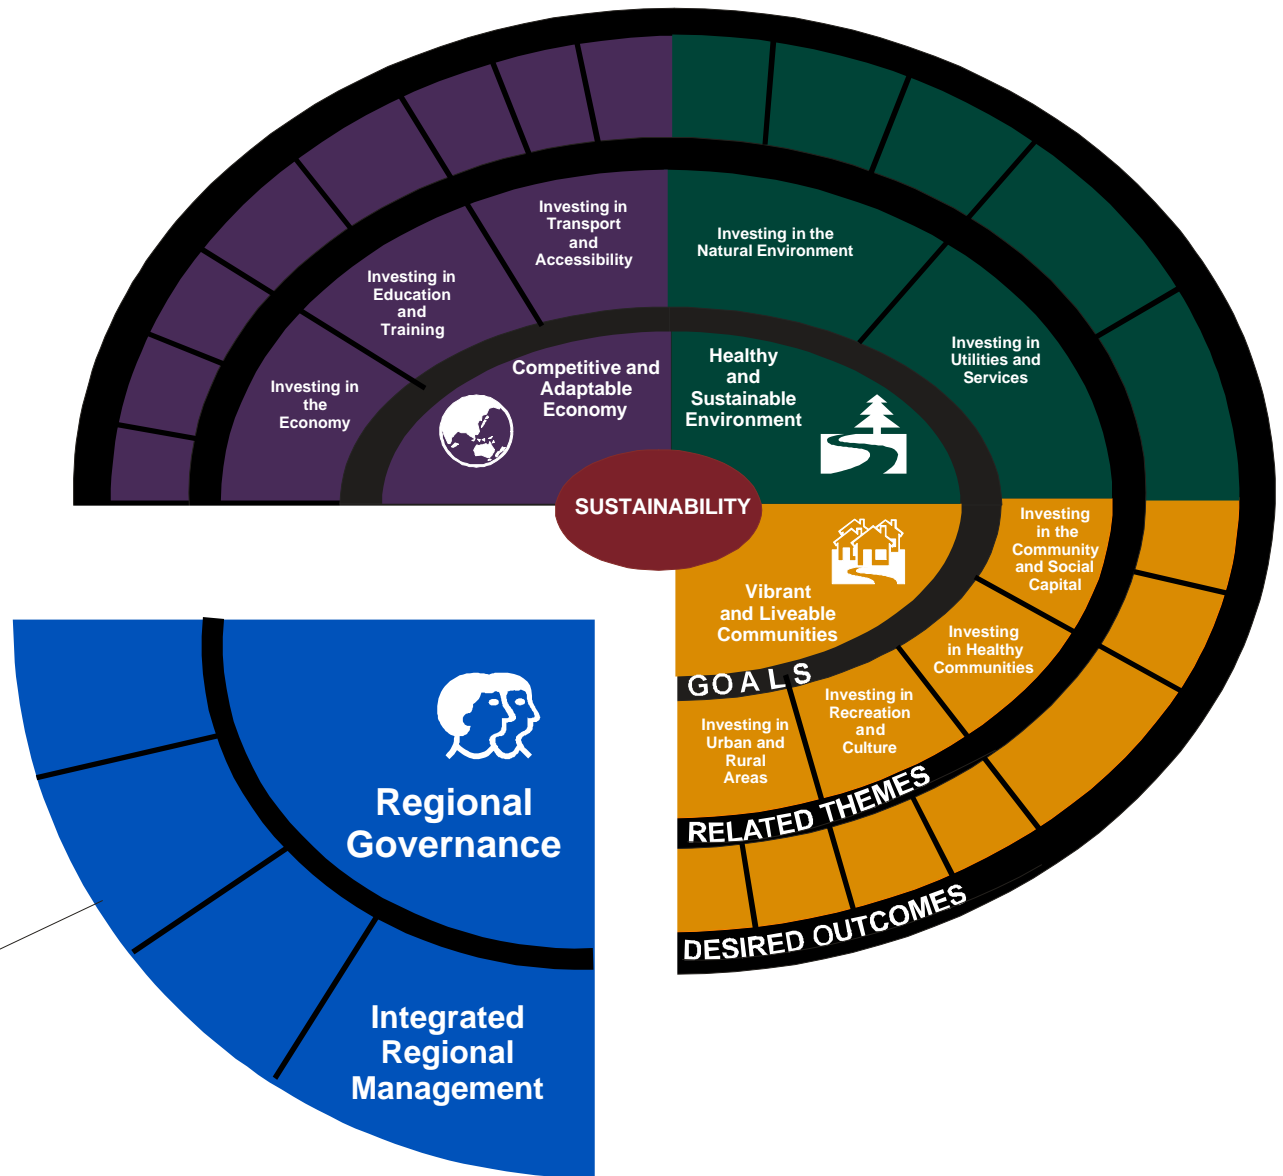 Investing in
Transport
and
Accessibility
Investing in the
Natural Environment
Investing in
Education
and
Training
Investing in
Utilities and
Services
Investing in
the
Economy
Competitive and
Adaptable
Economy
Healthy
and
Sustainable
Environment
SUSTAINABILITY
Investing
in the
Community
and Social
Capital
Vibrant
and Liveable
Communities
Investing
in Healthy
Communities
GOALS
Investing in
Recreation
and
Culture
Investing in
Urban and
Rural
Areas
RELATED THEMES
DESIRED OUTCOMES
Regional
Governance
Integrated
Regional
Management